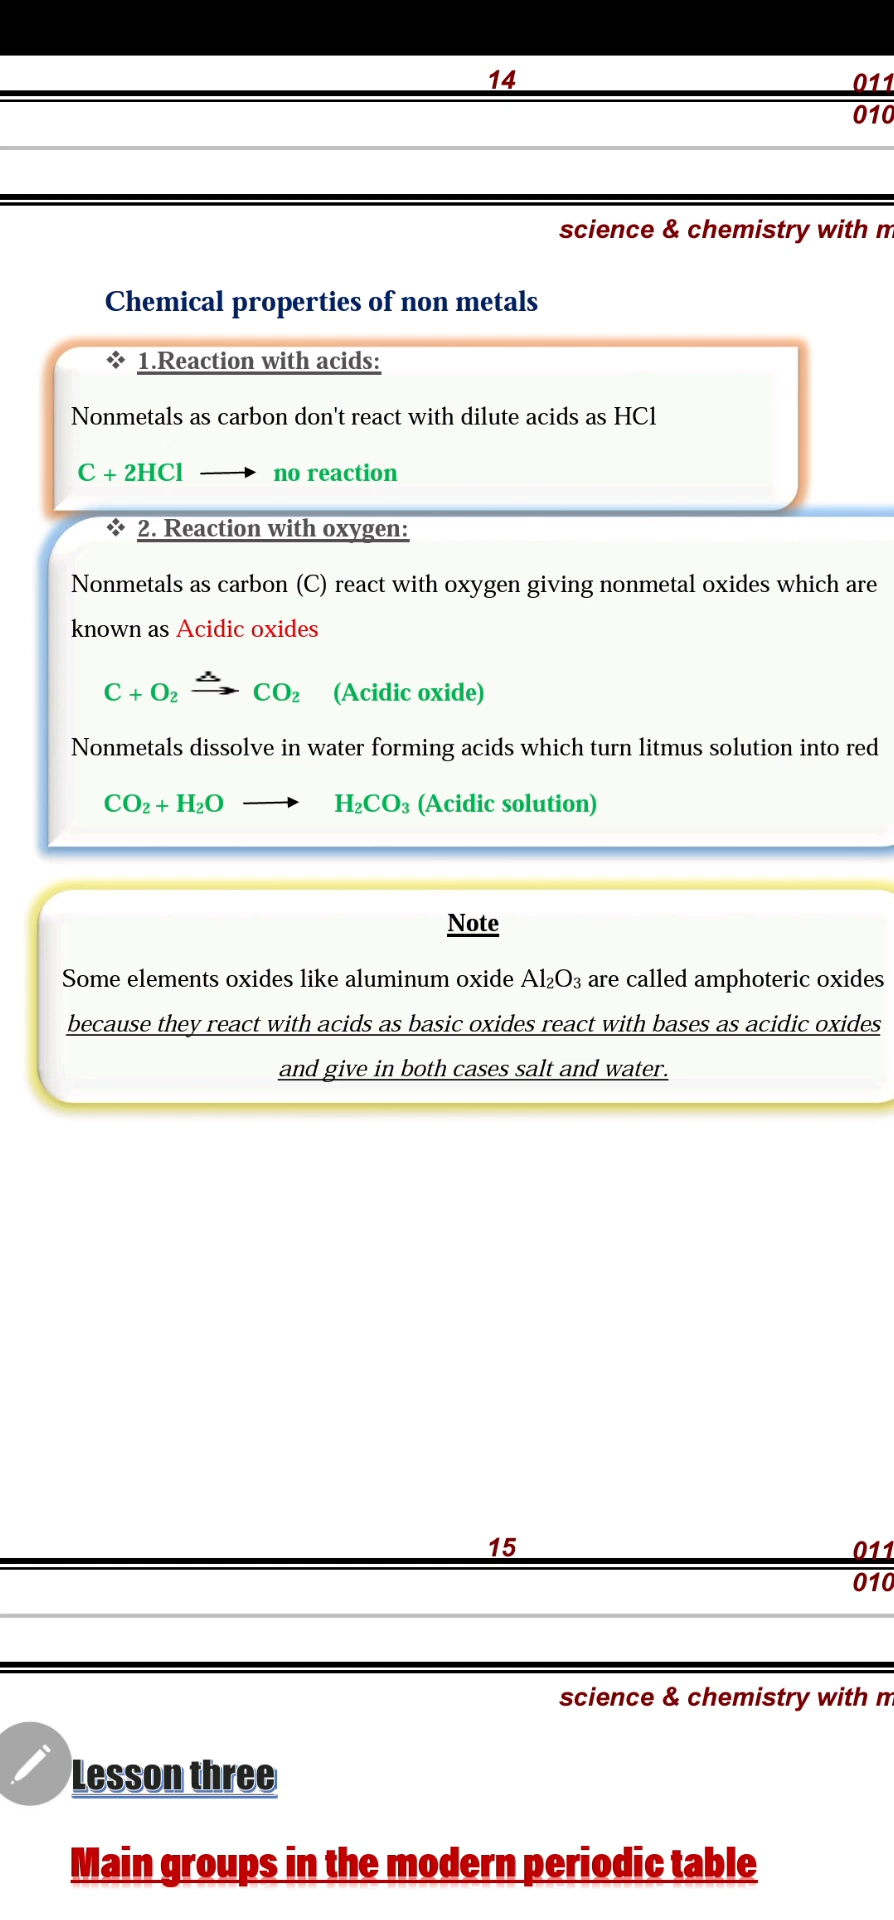 14
011
010
science & chemistry with m
Chemical properties of non metals
❖ 1.Reaction with acids:
Nonmetals as carbon don't react with dilute acids as HCl
C + 2HCl ⟶ no reaction
❖ 2. Reaction with oxygen:
Nonmetals as carbon (C) react with oxygen giving nonmetal oxides which are
known as Acidic oxides
C + O₂ —Δ→ CO₂ (Acidic oxide)
Nonmetals dissolve in water forming acids which turn litmus solution into red
CO₂ + H₂O ⟶ H₂CO₃ (Acidic solution)
Note
Some elements oxides like aluminum oxide Al₂O₃ are called amphoteric oxides
because they react with acids as basic oxides react with bases as acidic oxides
and give in both cases salt and water.
15
011
010
science & chemistry with m
Lesson three
Main groups in the modern periodic table